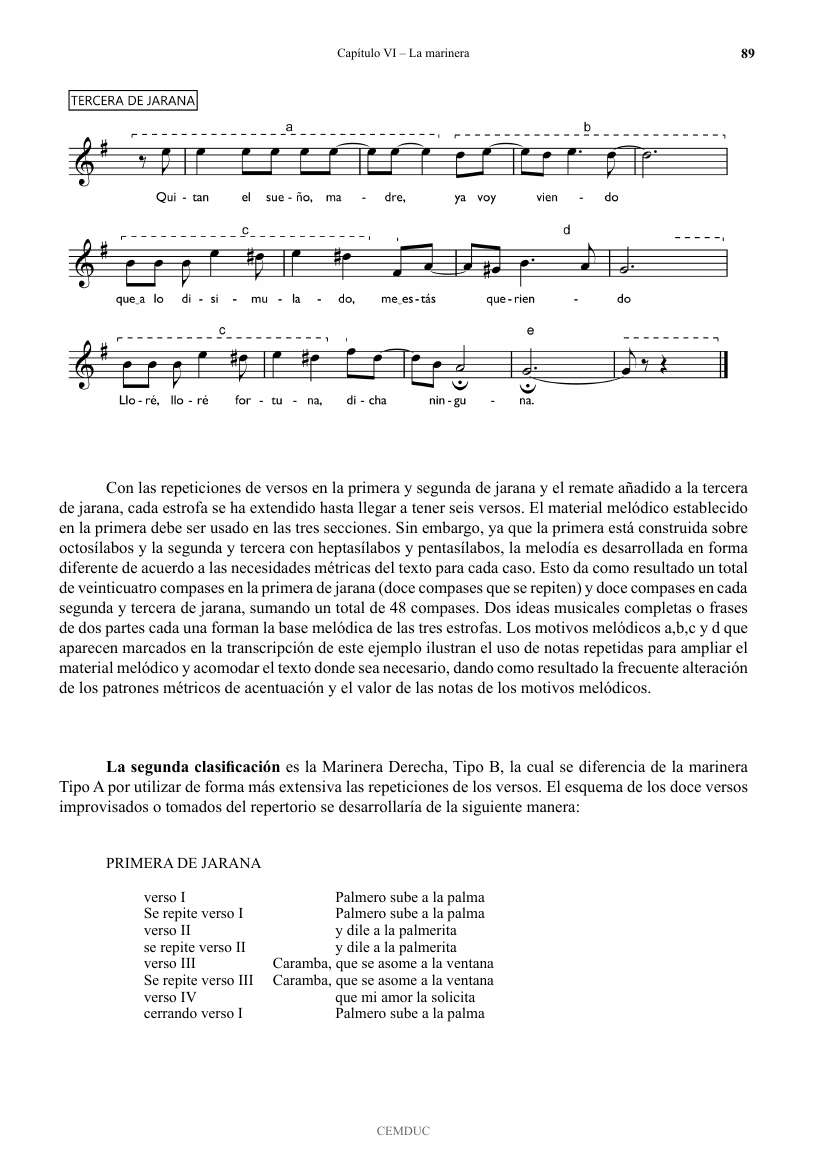 Capítulo VI – La marinera
89
TERCERA DE JARANA
a
b
Qui - tan el sue - ño, ma - dre, ya voy vien - do
c
d
que_a lo di - si - mu - la - do, me_es - tás que - rien - do
c
e
Llo - ré, llo - ré for - tu - na, di - cha nin - gu - na.
Con las repeticiones de versos en la primera y segunda de jarana y el remate añadido a la tercera
de jarana, cada estrofa se ha extendido hasta llegar a tener seis versos. El material melódico establecido
en la primera debe ser usado en las tres secciones. Sin embargo, ya que la primera está construida sobre
octosílabos y la segunda y tercera con heptasílabos y pentasílabos, la melodía es desarrollada en forma
diferente de acuerdo a las necesidades métricas del texto para cada caso. Esto da como resultado un total
de veinticuatro compases en la primera de jarana (doce compases que se repiten) y doce compases en cada
segunda y tercera de jarana, sumando un total de 48 compases. Dos ideas musicales completas o frases
de dos partes cada una forman la base melódica de las tres estrofas. Los motivos melódicos a,b,c y d que
aparecen marcados en la transcripción de este ejemplo ilustran el uso de notas repetidas para ampliar el
material melódico y acomodar el texto donde sea necesario, dando como resultado la frecuente alteración
de los patrones métricos de acentuación y el valor de las notas de los motivos melódicos.
La segunda clasificación es la Marinera Derecha, Tipo B, la cual se diferencia de la marinera
Tipo A por utilizar de forma más extensiva las repeticiones de los versos. El esquema de los doce versos
improvisados o tomados del repertorio se desarrollaría de la siguiente manera:
PRIMERA DE JARANA
verso I Palmero sube a la palma
Se repite verso I Palmero sube a la palma
verso II y dile a la palmerita
se repite verso II y dile a la palmerita
verso III Caramba, que se asome a la ventana
Se repite verso III Caramba, que se asome a la ventana
verso IV que mi amor la solicita
cerrando verso I Palmero sube a la palma
CEMDUC